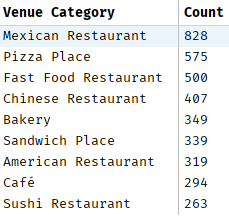 Venue Category Count
Mexican Restaurant 828
Pizza Place 575
Fast Food Restaurant 500
Chinese Restaurant 407
Bakery 349
Sandwich Place 339
American Restaurant 319
Café 294
Sushi Restaurant 263